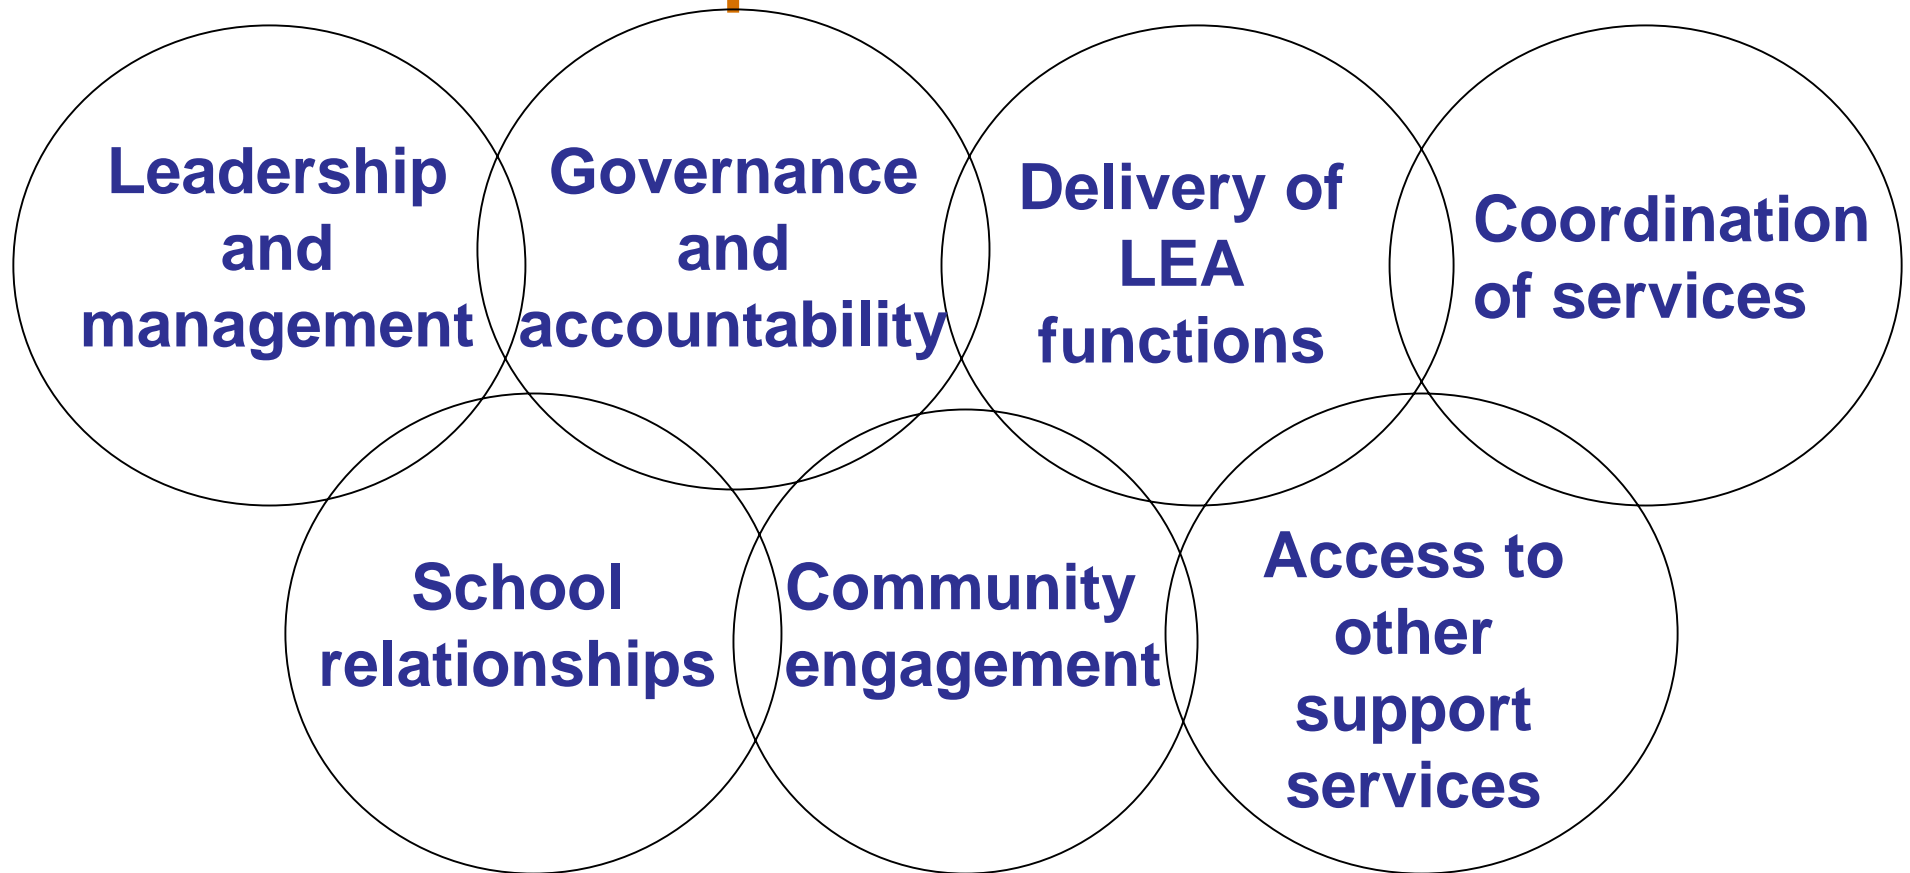 Leadership
and
management
Governance
and
accountability
Delivery of
LEA
functions
Coordination
of services
School
relationships
Community
engagement
Access to
other
support
services